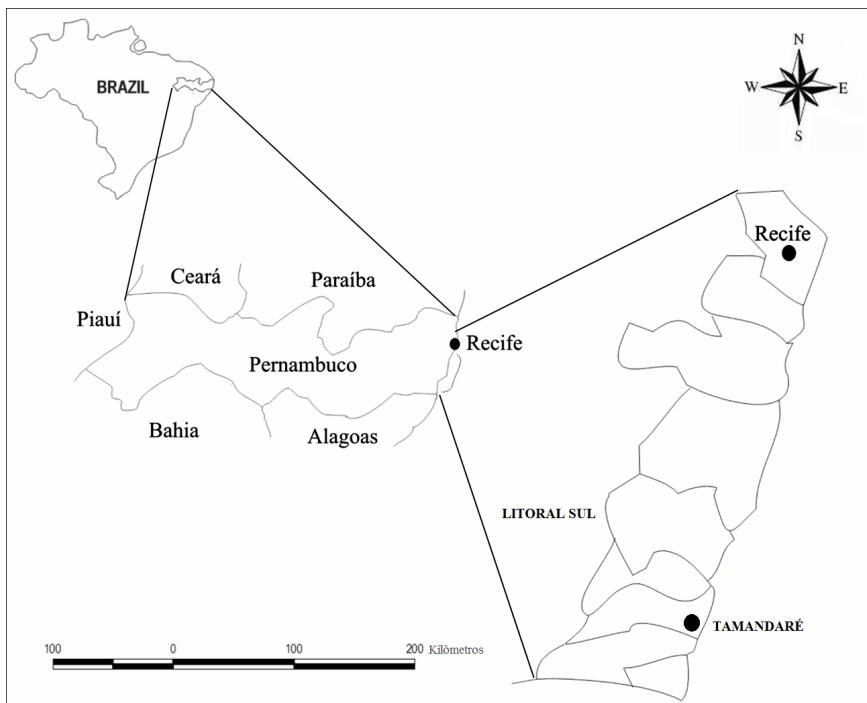 BRAZIL
N
W
E
S
Recife
Ceará
Paraíba
Piauí
Recife
Pernambuco
Bahia
Alagoas
LITORAL SUL
TAMANDARÉ
100 0 100 200 Kilômetros